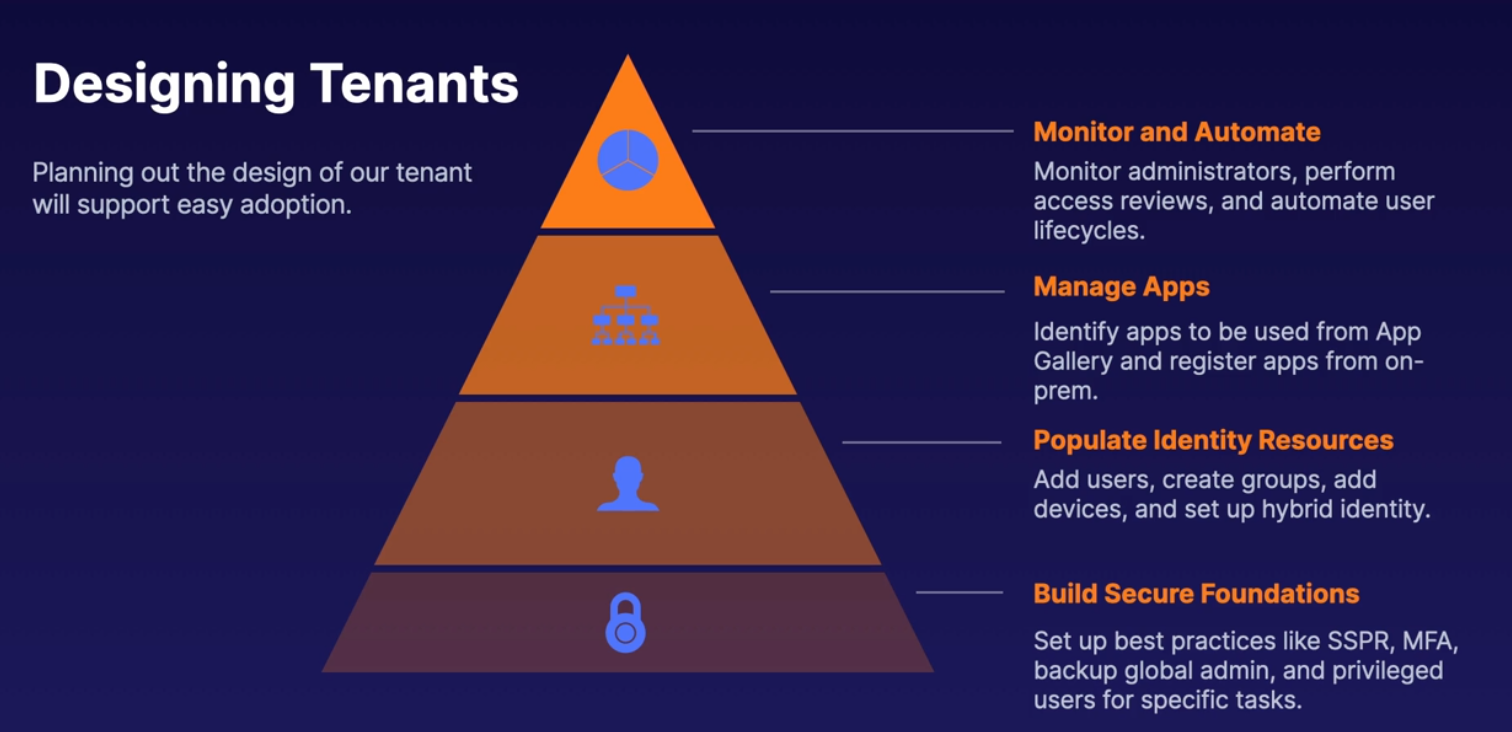 Designing Tenants
Planning out the design of our tenant
will support easy adoption.
Monitor and Automate
Monitor administrators, perform
access reviews, and automate user
lifecycles.
Manage Apps
Identify apps to be used from App
Gallery and register apps from on-
prem.
Populate Identity Resources
Add users, create groups, add
devices, and set up hybrid identity.
Build Secure Foundations
Set up best practices like SSPR, MFA,
backup global admin, and privileged
users for specific tasks.